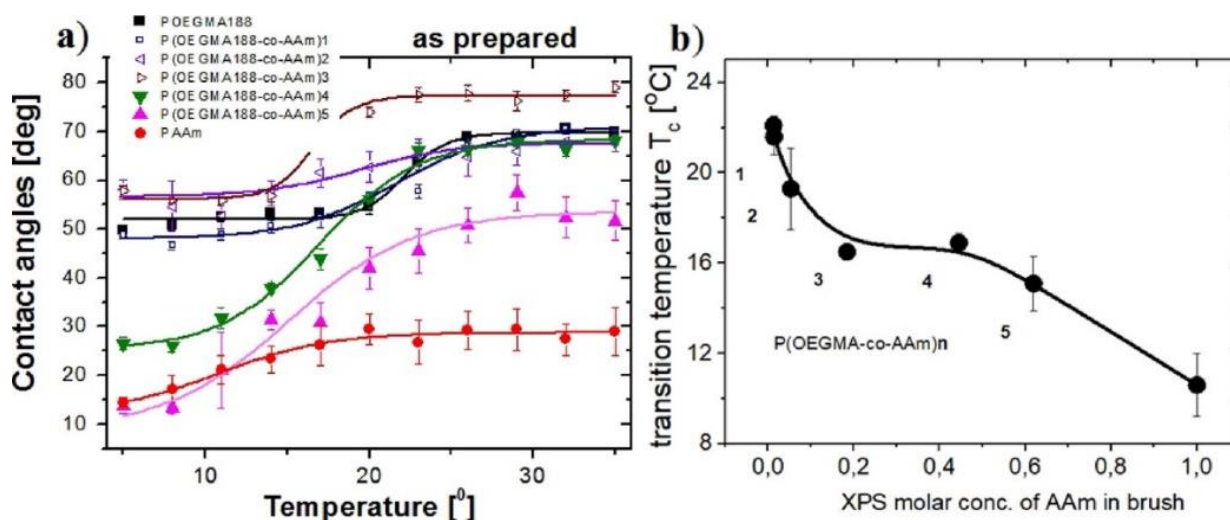 a)
as prepared
POEGMA188
P(OEGMA188-co-AAm)1
P(OEGMA188-co-AAm)2
P(OEGMA188-co-AAm)3
P(OEGMA188-co-AAm)4
P(OEGMA188-co-AAm)5
PAAm
Contact angles [deg]
80
70
60
50
40
30
20
10
10
20
30
Temperature [⁰]
b)
transition temperature Tc [°C]
24
20
16
12
8
1
2
3
4
5
P(OEGMA-co-AAm)n
0,0
0,2
0,4
0,6
0,8
1,0
XPS molar conc. of AAm in brush